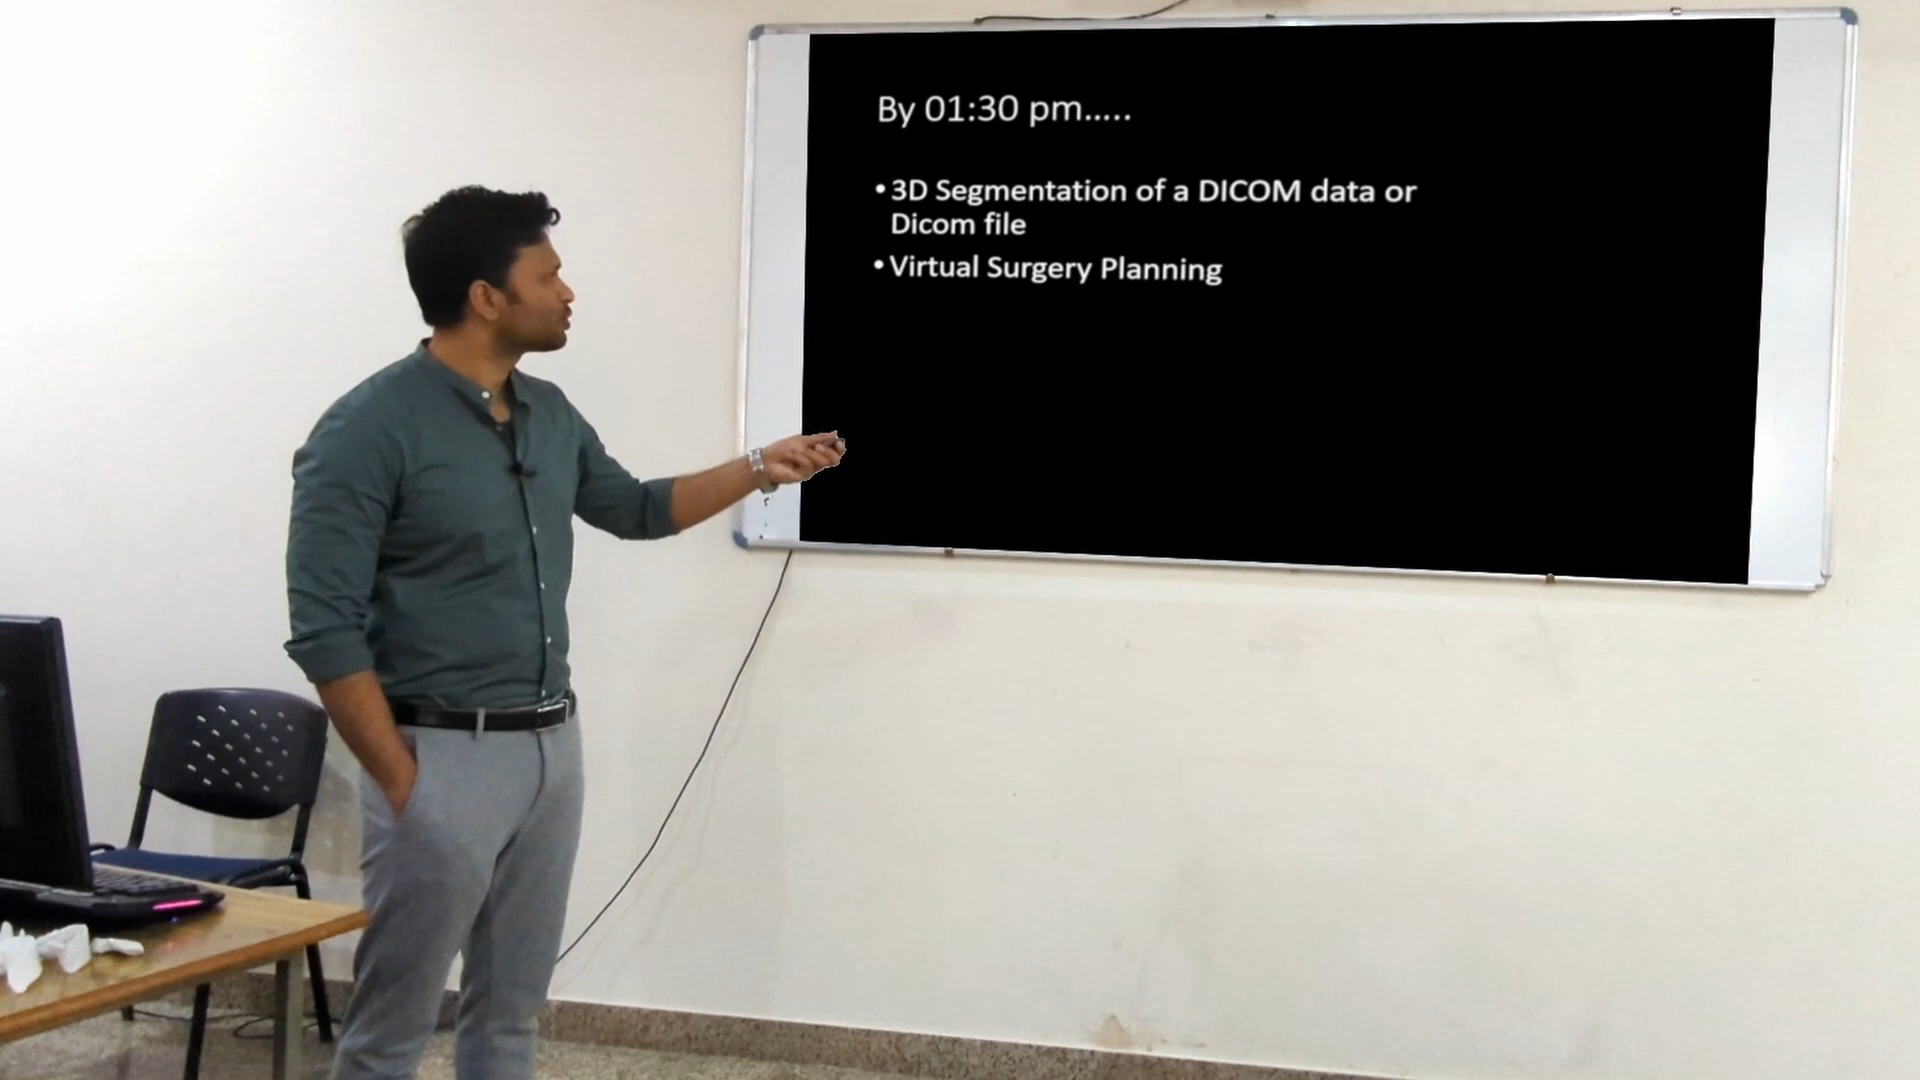 By 01:30 pm.....
•3D Segmentation of a DICOM data or
Dicom file
•Virtual Surgery Planning